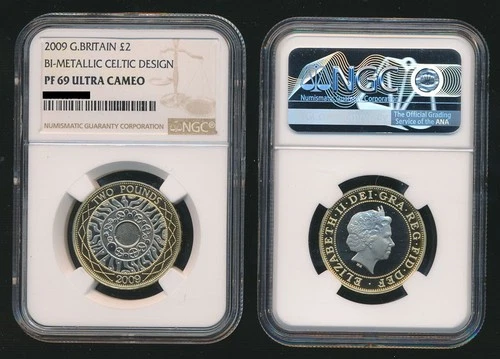 2009 G.BRITAIN £2
BI-METALLIC CELTIC DESIGN
PF 69 ULTRA CAMEO
NUMISMATIC GUARANTY CORPORATION NGC
TWO POUNDS
2009
NGC
Numismatic Guaranty Corporation
The Official Grading
Service of the ANA
ELIZABETH·II·DEI·GRA·REG·FID·DEF